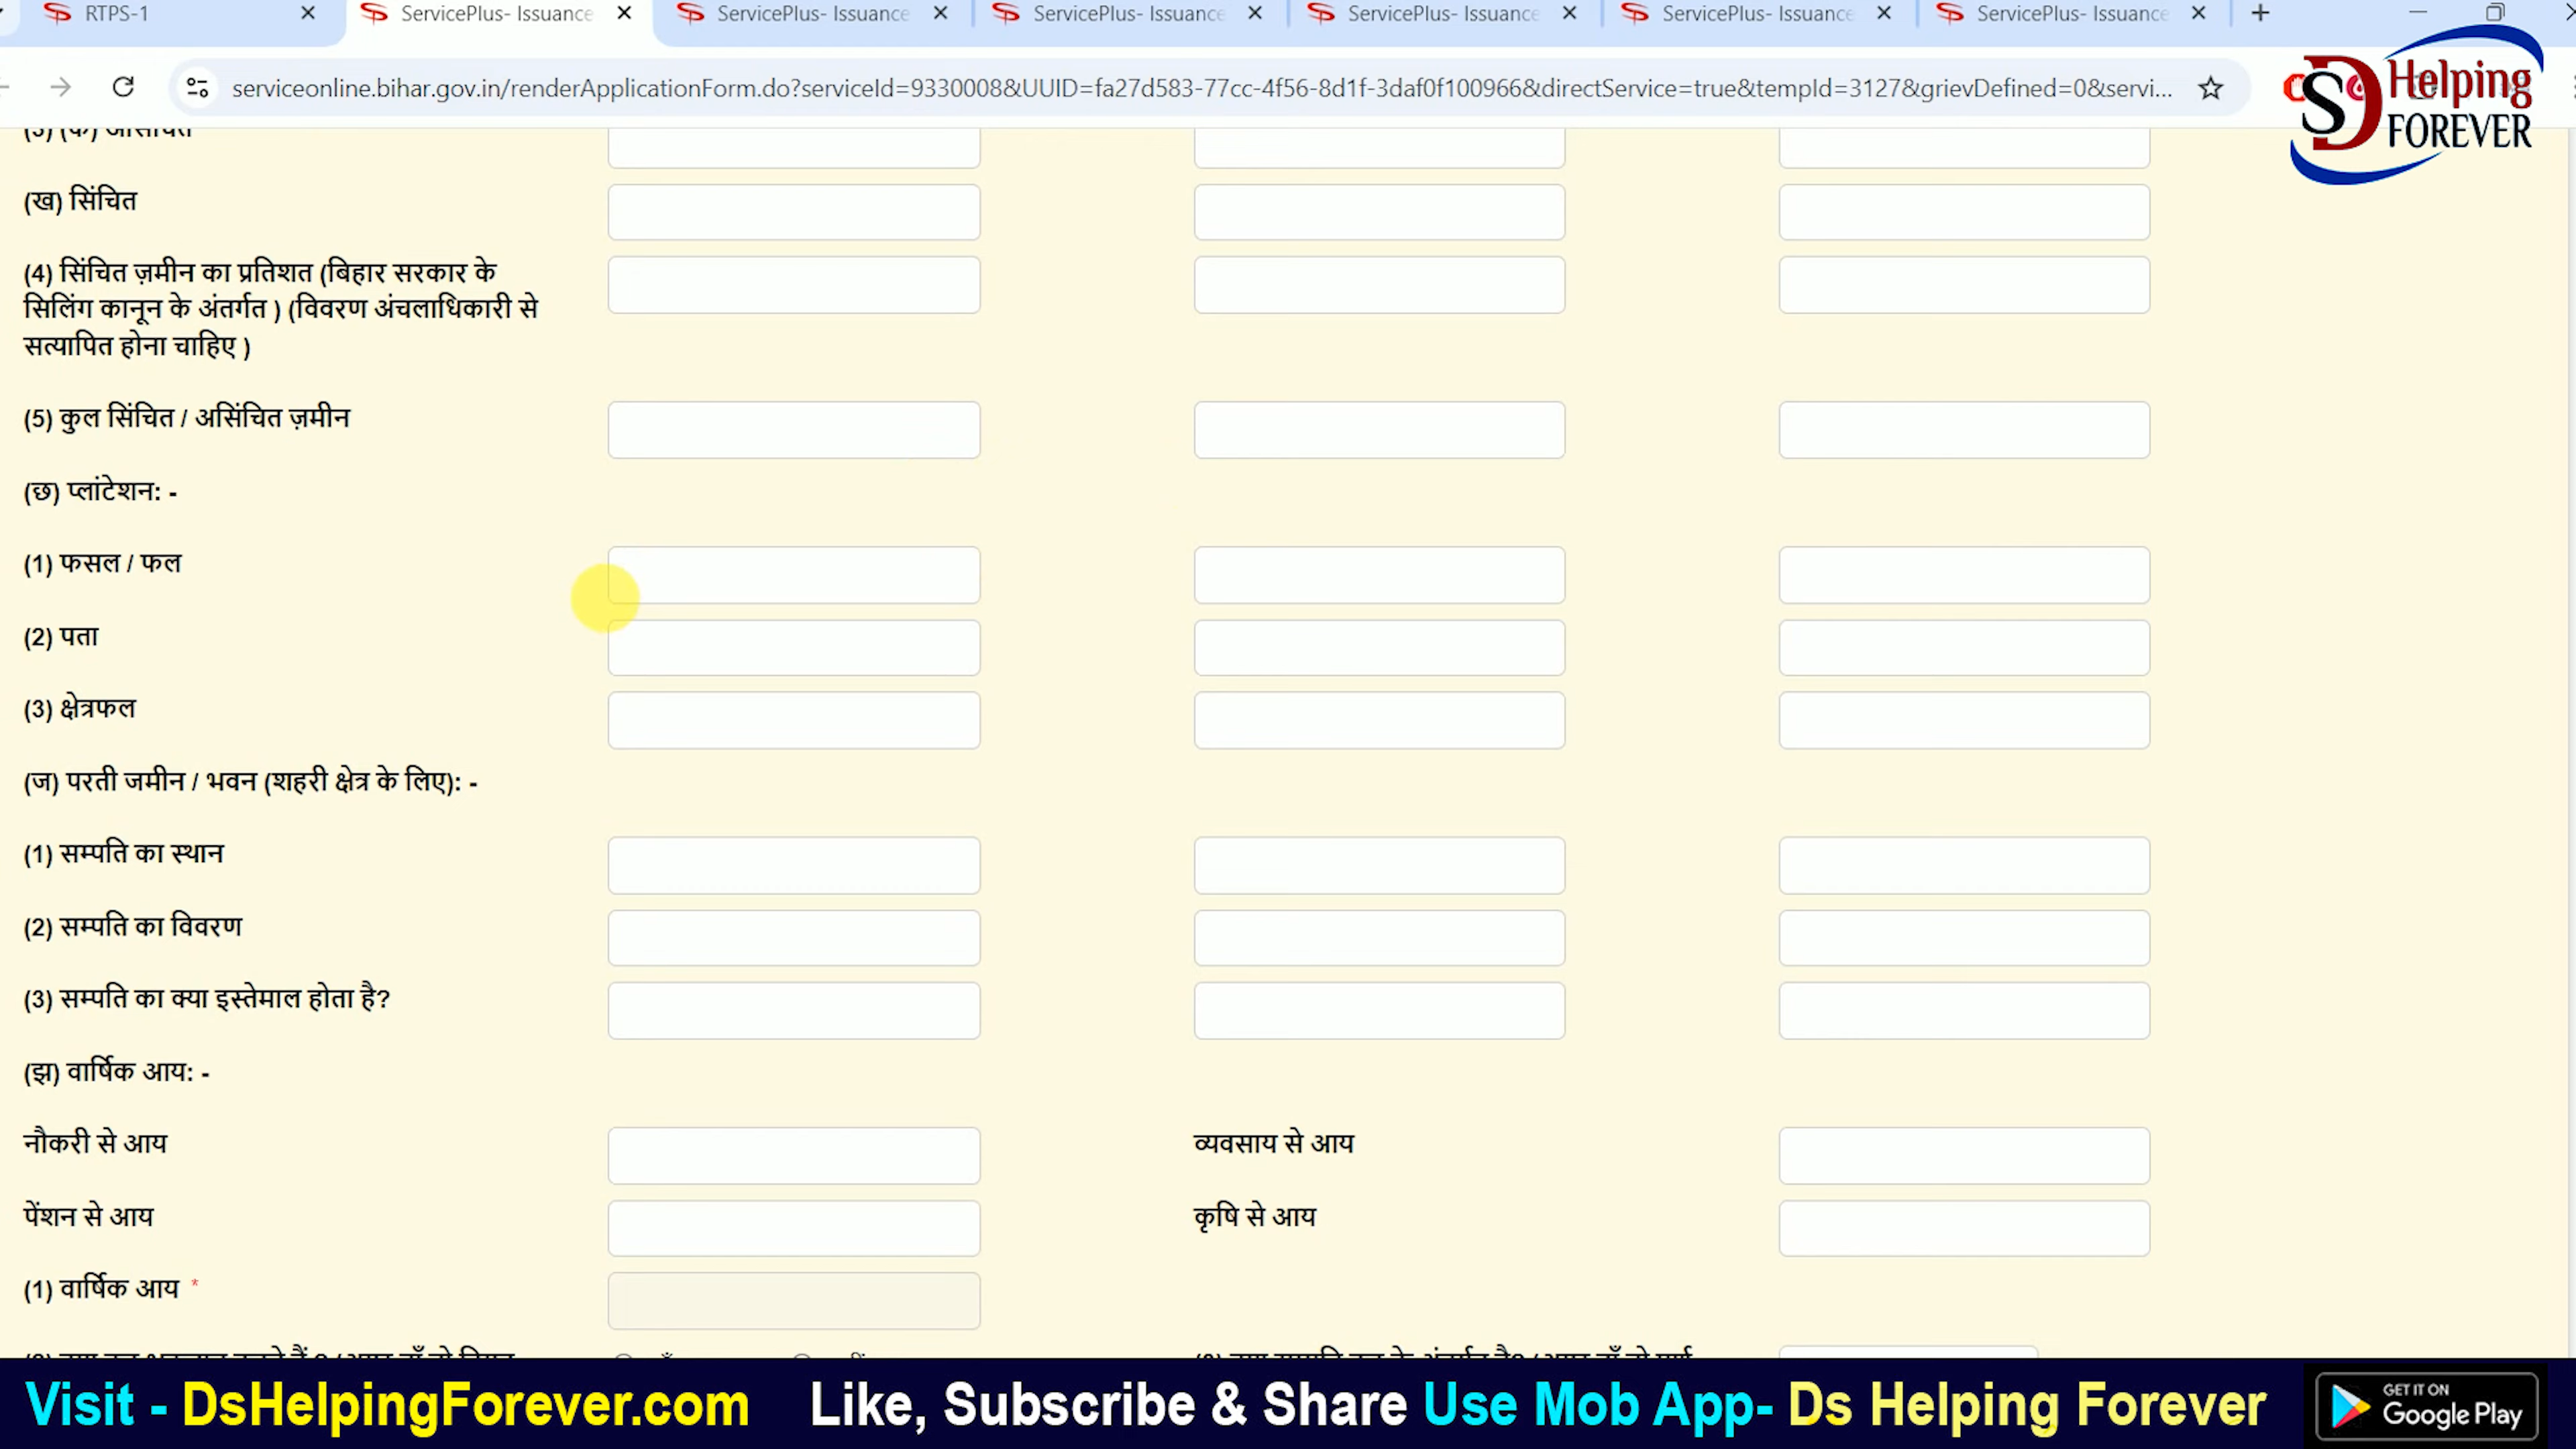 RTPS-1
ServicePlus- Issuance
ServicePlus- Issuance
ServicePlus- Issuance
ServicePlus- Issuance
ServicePlus- Issuance
ServicePlus- Issuance
serviceonline.bihar.gov.in/renderApplicationForm.do?serviceId=9330008&UUID=fa27d583-77cc-4f56-8d1f-3daf0f100966&directService=true&tempId=3127&grievDefined=0&servi...
DS Helping
FOREVER
(3) (क) असिंचित
(ख) सिंचित
(4) सिंचित ज़मीन का प्रतिशत (बिहार सरकार के
सिलिंग कानून के अंतर्गत ) (विवरण अंचलाधिकारी से
सत्यापित होना चाहिए )
(5) कुल सिंचित / असिंचित ज़मीन
(छ) प्लांटेशन: -
(1) फसल / फल
(2) पता
(3) क्षेत्रफल
(ज) परती जमीन / भवन (शहरी क्षेत्र के लिए): -
(1) सम्पति का स्थान
(2) सम्पति का विवरण
(3) सम्पति का क्या इस्तेमाल होता है?
(झ) वार्षिक आय: -
नौकरी से आय
व्यवसाय से आय
पेंशन से आय
कृषि से आय
(1) वार्षिक आय *
Visit - DsHelpingForever.com Like, Subscribe & Share Use Mob App- Ds Helping Forever
GET IT ON
Google Play